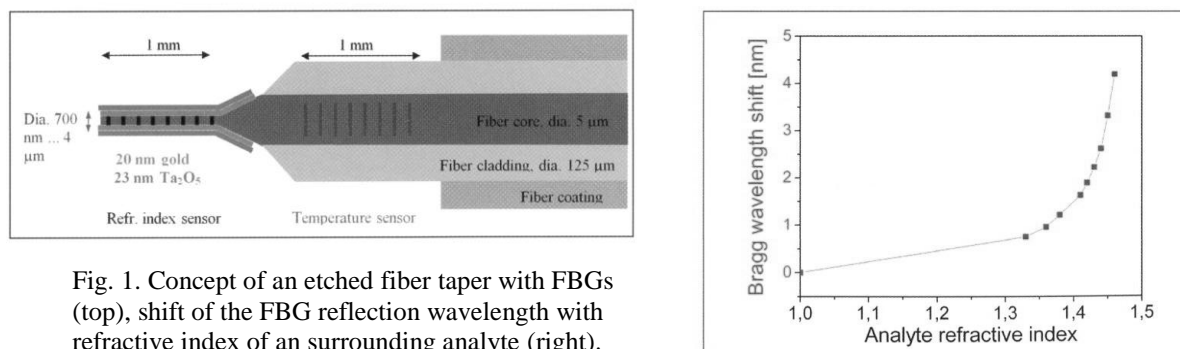 1 mm
1 mm
Dia. 700
nm ... 4
µm
Fiber core, dia. 5 µm
20 nm gold
23 nm Ta₂O₅
Fiber cladding, dia. 125 µm
Fiber coating
Refr. index sensor
Temperature sensor
Fig. 1. Concept of an etched fiber taper with FBGs
(top), shift of the FBG reflection wavelength with
refractive index of an surrounding analyte (right).
Bragg wavelength shift [nm]
5
4
3
2
1
0
1,0 1,1 1,2 1,3 1,4 1,5
Analyte refractive index